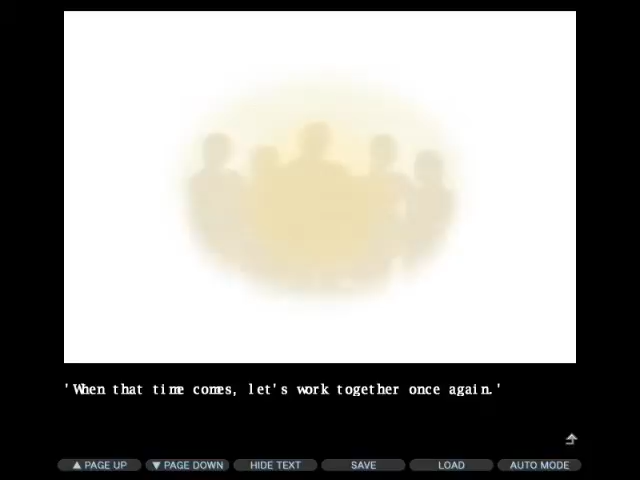 'When that time comes, let's work together once again.'
▲ PAGE UP ▼ PAGE DOWN HIDE TEXT SAVE LOAD AUTO MODE